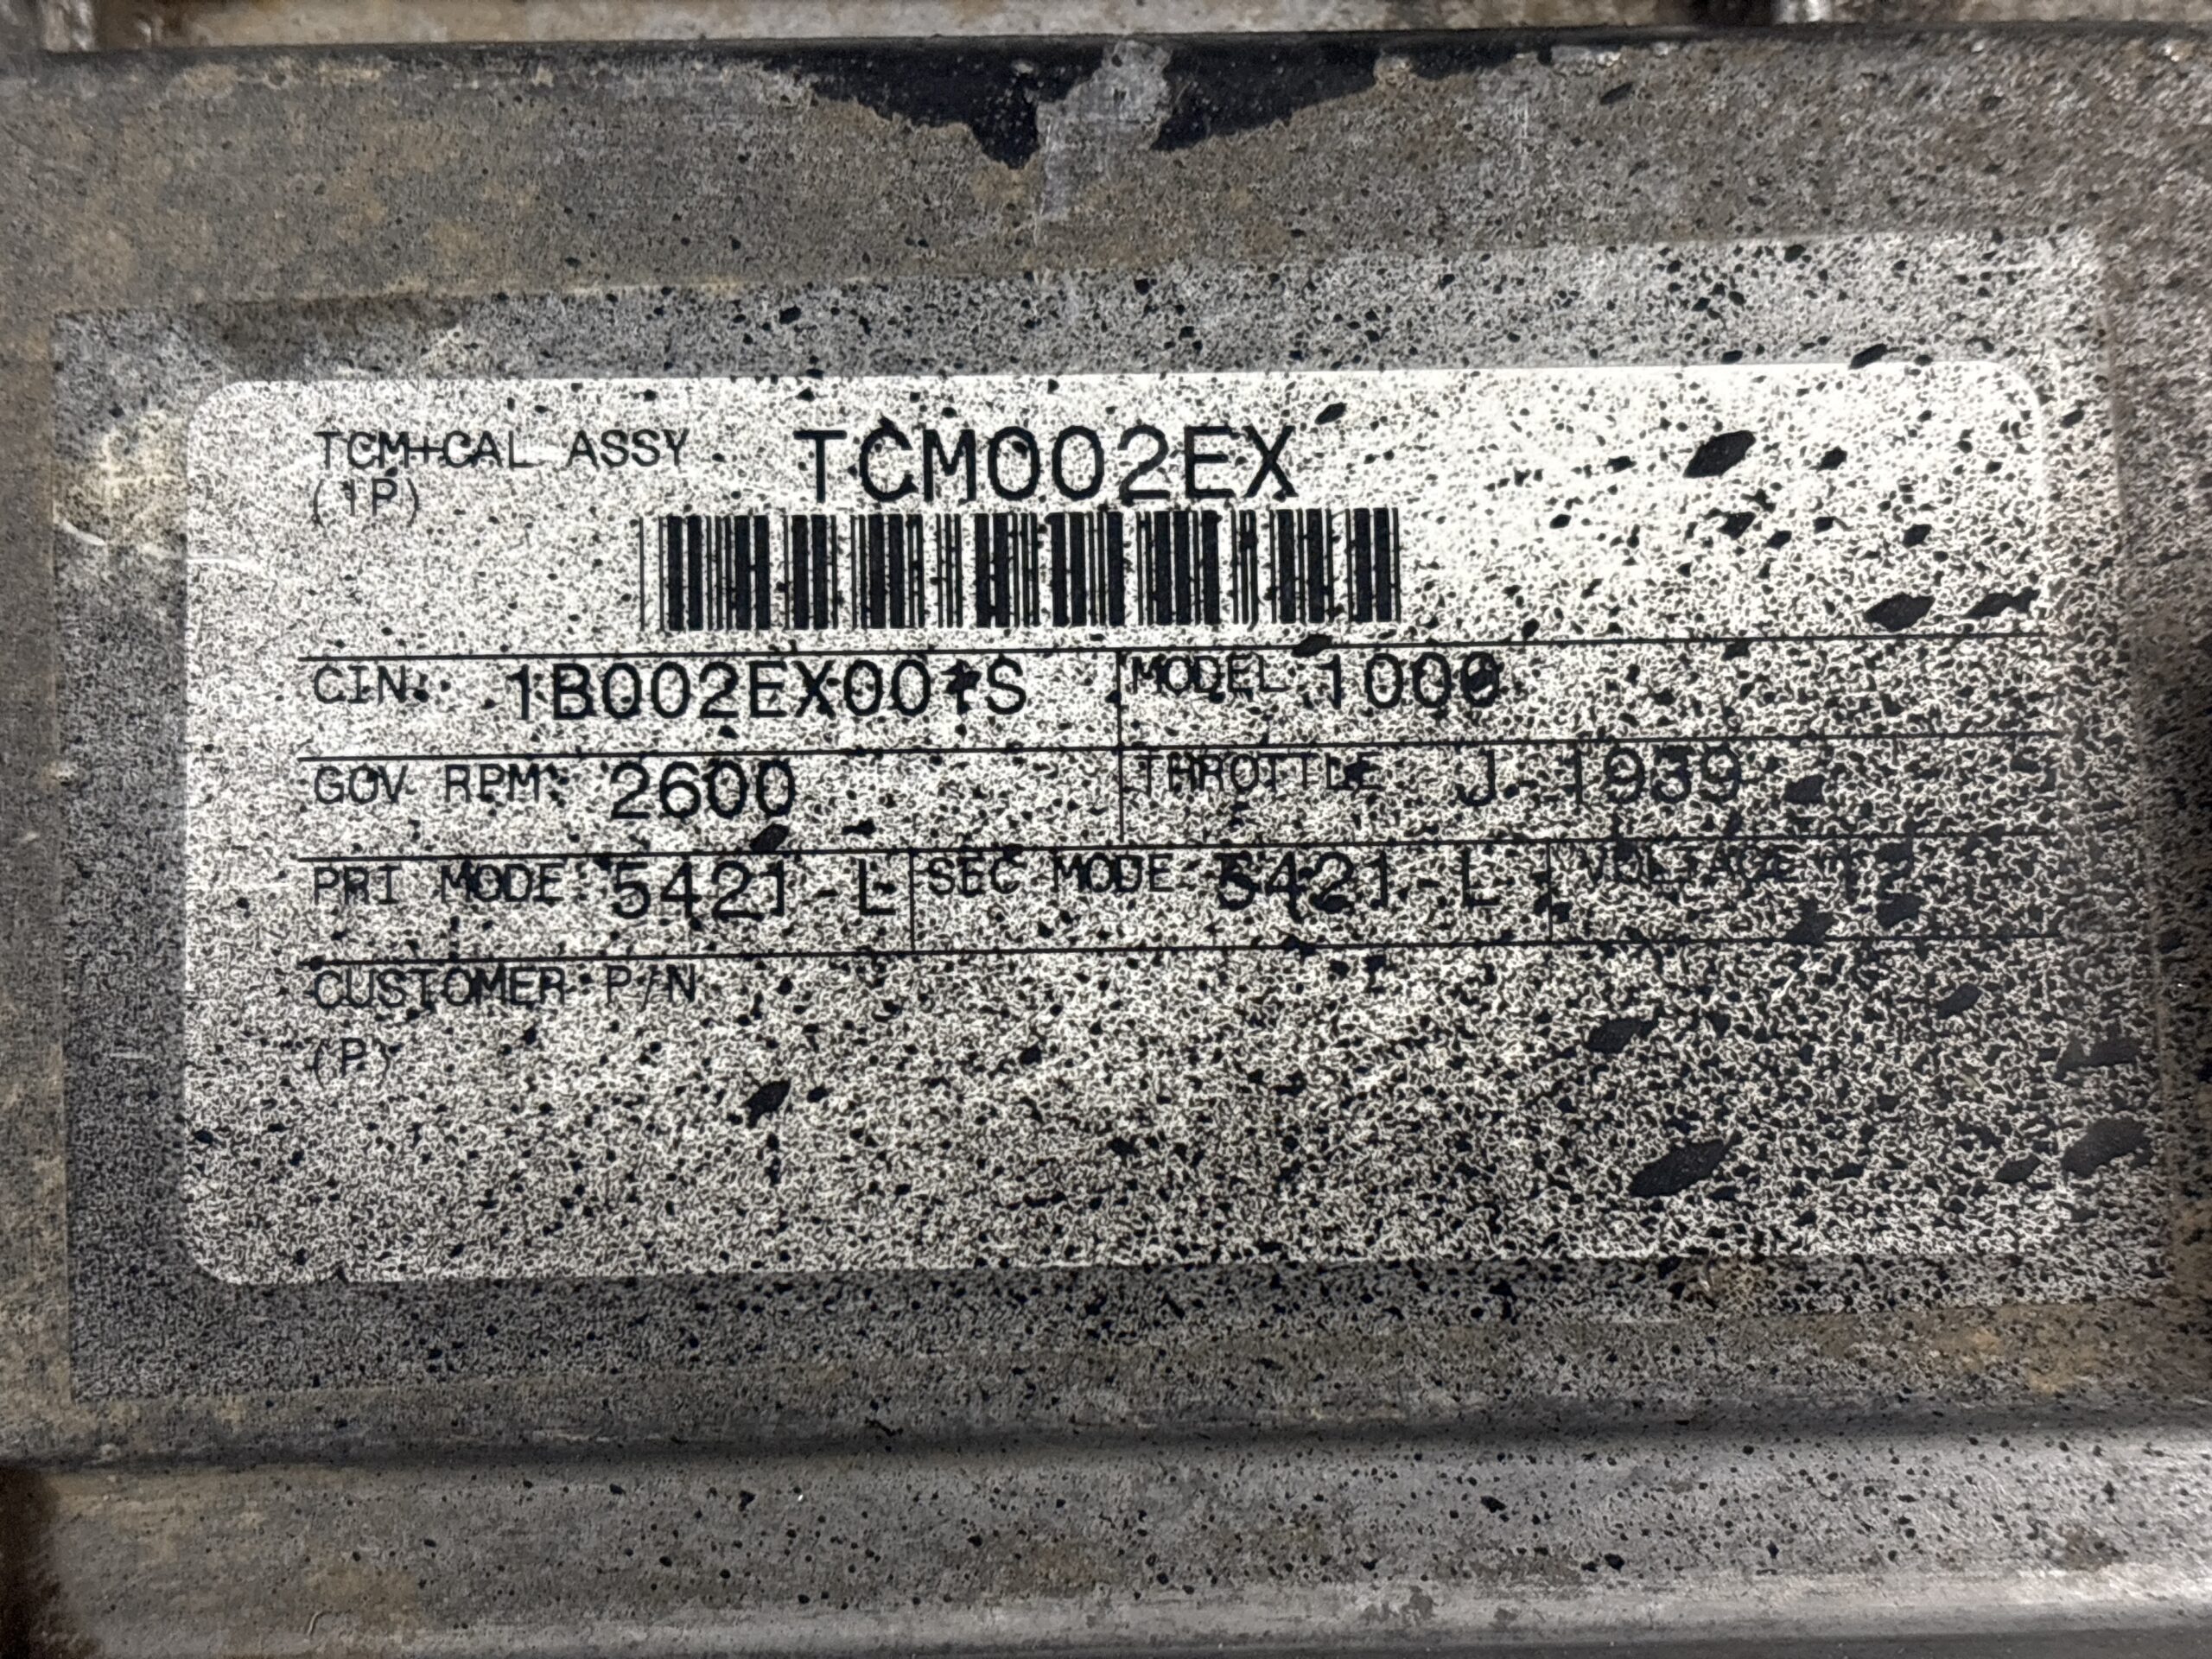 TCM+CAL ASSY TCM002EX
(1P)
CIN: 1B002EX001S MODEL 1000
GOV RPM: 2600 THROTTLE J-1939
PRI MODE: 5421-L SEC MODE: 5421-L VOLTAGE 12
CUSTOMER P/N
(P)